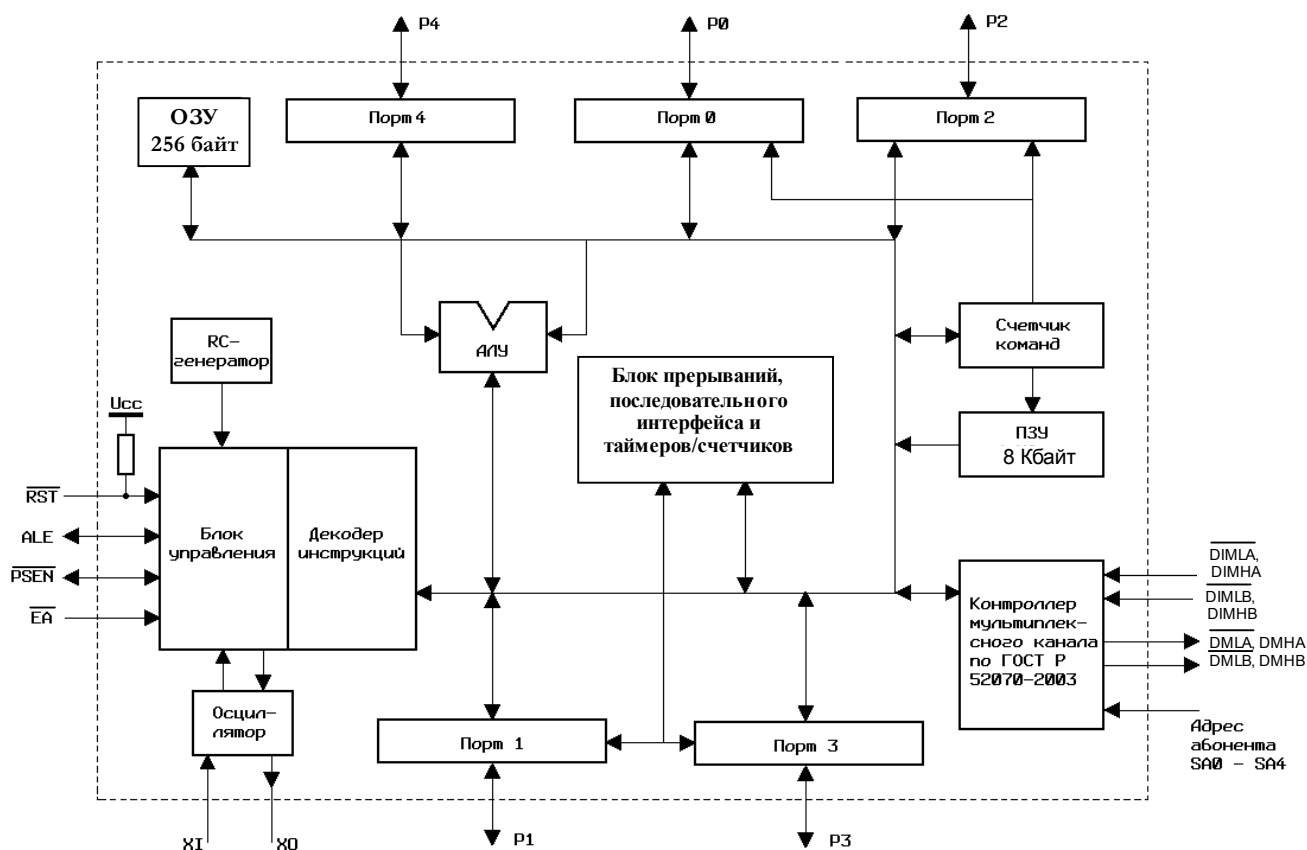 P4
P0
P2
ОЗУ
256 байт
Порт 4
Порт 0
Порт 2
RC-
генератор
АЛУ
Счетчик
команд
Блок прерываний,
последовательного
интерфейса и
таймеров/счетчиков
ПЗУ
8 Кбайт
Ucc
RST
ALE
PSEN
EA
Блок
управления
Декодер
инструкций
Контроллер
мультиплек-
сного канала
по ГОСТ Р
52070-2003
DIMLA,
DIMHA
DIMLB,
DIMHB
DMLA, DMHA
DMLB, DMHB
Адрес
абонента
SA0 - SA4
Осцил-
лятор
Порт 1
Порт 3
XI
XO
P1
P3